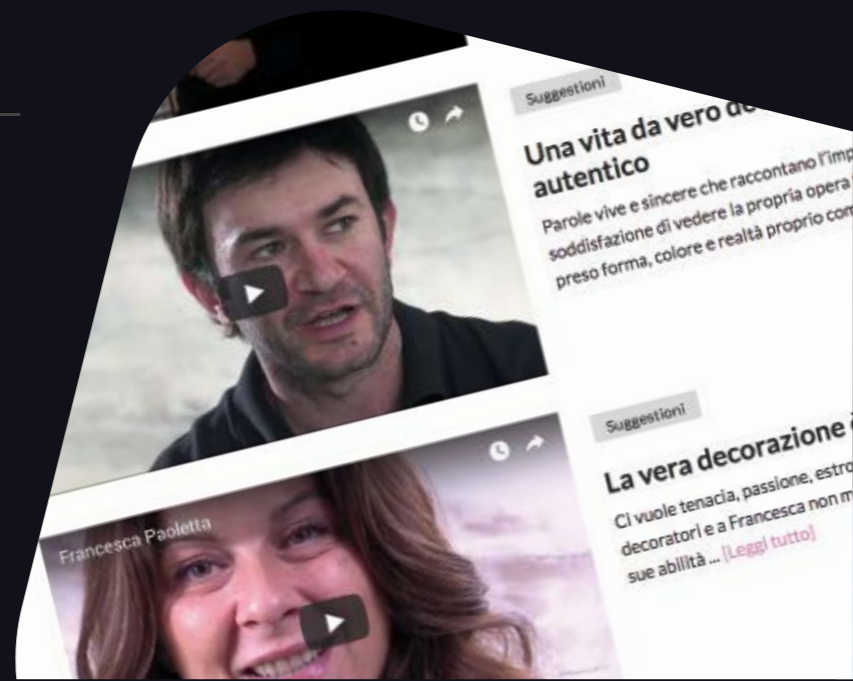 Suggestioni
Una vita da vero
autentico
Parole vive e sincere che raccontano l'imp
soddisfazione di vedere la propria opera
preso forma, colore e realtà proprio com
Suggestioni
La vera decorazione è
Ci vuole tenacia, passione, estro
decoratori e a Francesca non m
sue abilità ... [Leggi tutto]
Francesca Paoletta